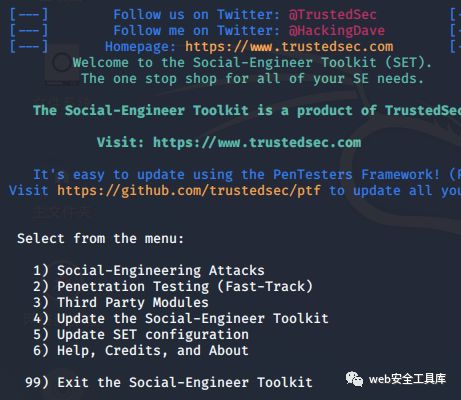 [---]        Follow us on Twitter: @TrustedSec        [-
[---]        Follow me on Twitter: @HackingDave       [-
[---]       Homepage: https://www.trustedsec.com       [-
Welcome to the Social-Engineer Toolkit (SET).
The one stop shop for all of your SE needs.
The Social-Engineer Toolkit is a product of TrustedSec
Visit: https://www.trustedsec.com
It's easy to update using the PenTesters Framework! (P
Visit https://github.com/trustedsec/ptf to update all you
主文件夹
Select from the menu:
1) Social-Engineering Attacks
2) Penetration Testing (Fast-Track)
3) Third Party Modules
4) Update the Social-Engineer Toolkit
5) Update SET configuration
6) Help, Credits, and About
99) Exit the Social-Engineer Toolkit
web安全工具库